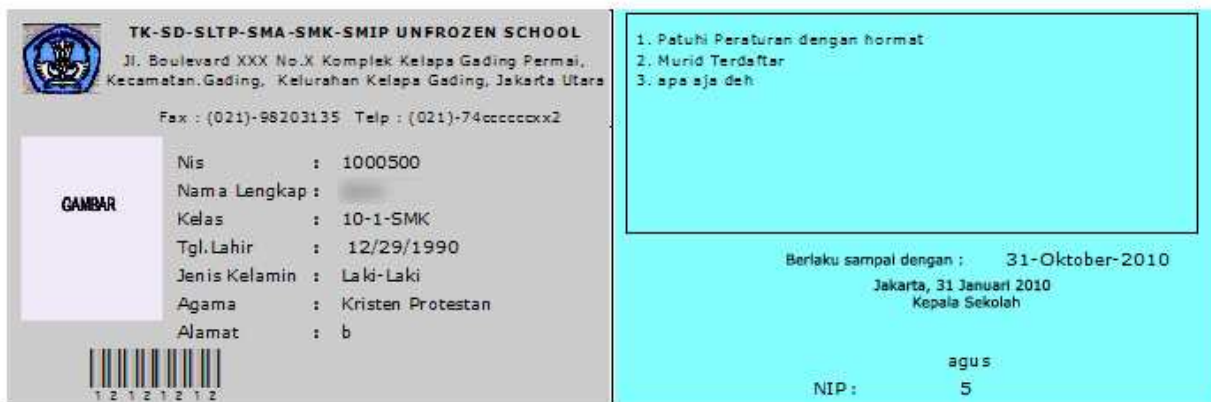 TK-SD-SLTP-SMA-SMK-SMIP UNFROZEN SCHOOL
Jl. Boulevard XXX No.X Komplek Kelapa Gading Permai,
Kecamatan.Gading, Kelurahan Kelapa Gading, Jakarta Utara
Fax : (021)-98203135 Telp : (021)-74ccccccxx2
GAMBAR
Nis : 1000500
Nama Lengkap :
Kelas : 10-1-SMK
Tgl.Lahir : 12/29/1990
Jenis Kelamin : Laki-Laki
Agama : Kristen Protestan
Alamat : b
1 2 1 2 1 2 1 2
1. Patuhi Peraturan dengan hormat
2. Murid Terdaftar
3. apa aja deh
Berlaku sampai dengan : 31-Oktober-2010
Jakarta, 31 Januari 2010
Kepala Sekolah
agus
NIP : 5